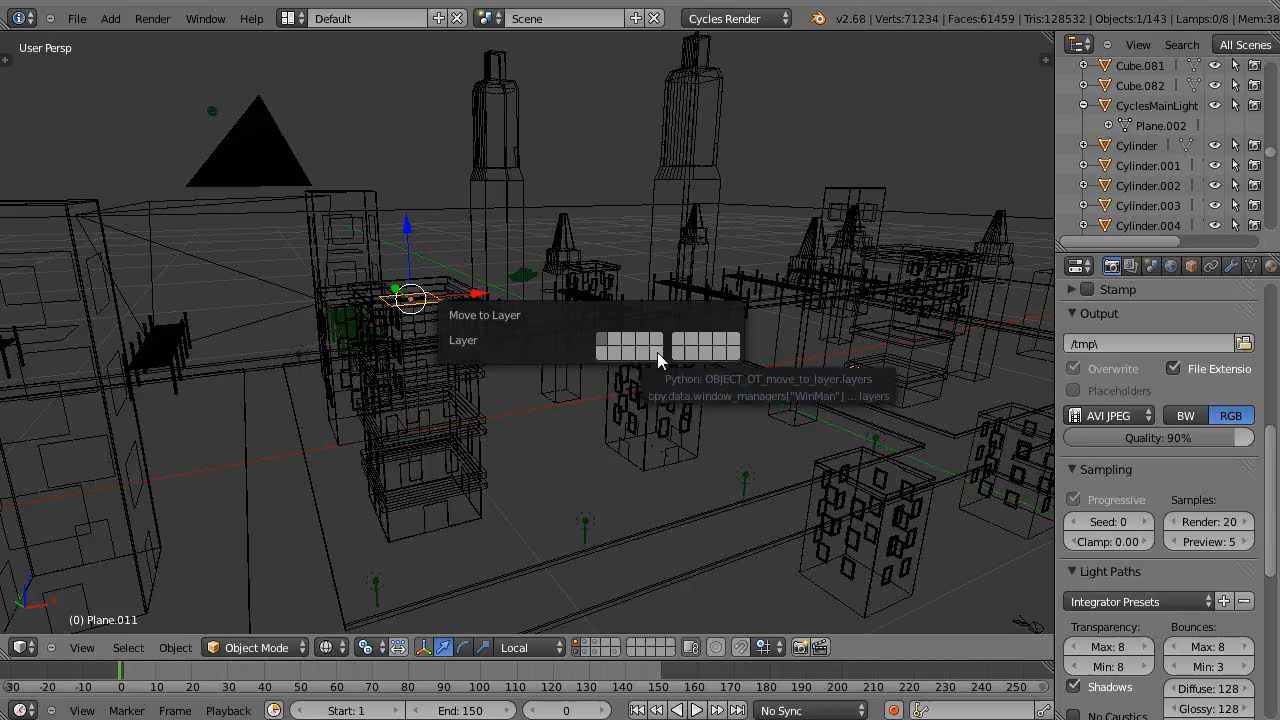 File Add Render Window Help Default Scene Cycles Render v2.68 | Verts:71234 | Faces:61459 | Tris:128532 | Objects:1/143 | Lamps:0/8 | Mem:38
User Persp
View Search All Scenes
Cube.081
Cube.082
CyclesMainLight
Plane.002
Cylinder
Cylinder.001
Cylinder.002
Cylinder.003
Cylinder.004
Stamp
Output
/tmp\
Overwrite File Extensio
Placeholders
AVI JPEG BW RGB
Quality: 90%
Sampling
Progressive Samples:
Seed: 0 Render: 20
Clamp: 0.00 Preview: 5
Light Paths
Integrator Presets
Transparency: Bounces:
Max: 8 Max: 8
Min: 8 Min: 3
Shadows Diffuse: 128
No Caustics Glossy: 128
Move to Layer
Layer
Python: OBJECT_OT_move_to_layer.layers
bpy.data.window_managers["WinMan"] ... layers
(0) Plane.011
View Select Object Object Mode Local
-30 -20 -10 0 10 20 30 40 50 60 70 80 90 100 110 120 130 140 150 160 170 180 190 200 210 220 230 240 250
View Marker Frame Playback Start: 1 End: 150 0 No Sync